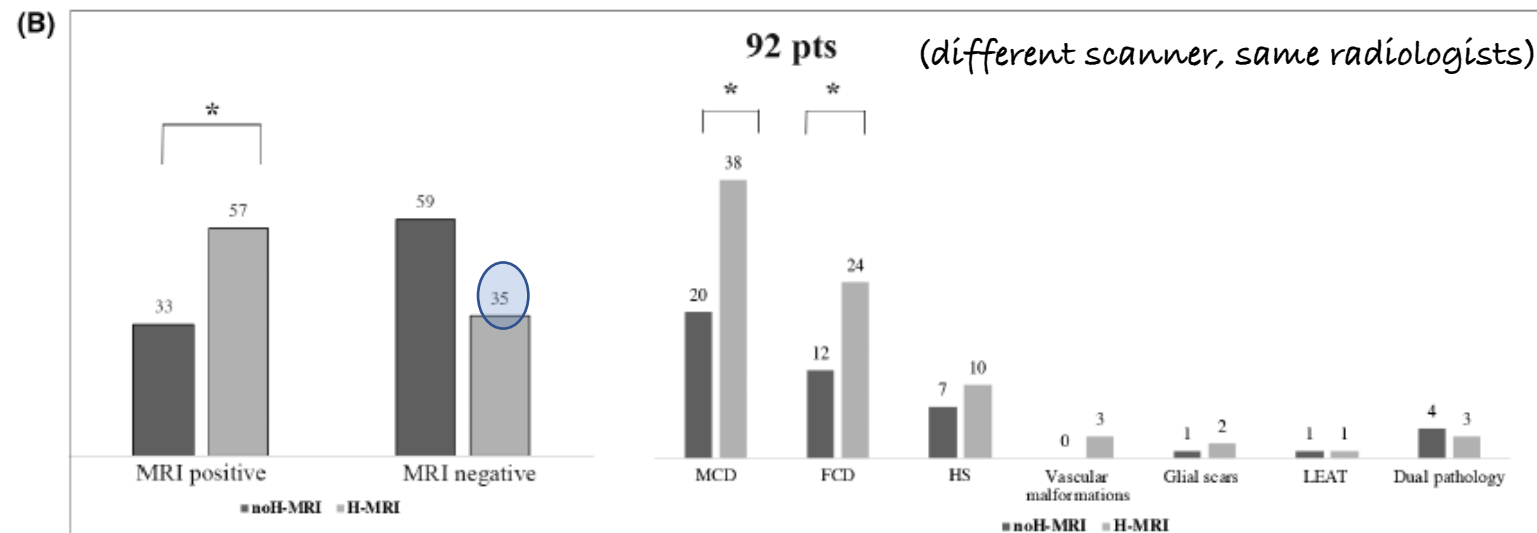 (B)
92 pts (different scanner, same radiologists)
*
* *
33 57 59 35
20 38 12 24 7 10 0 3 1 2 1 1 4 3
MRI positive MRI negative
noH-MRI H-MRI
MCD FCD HS Vascular malformations Glial scars LEAT Dual pathology
noH-MRI H-MRI